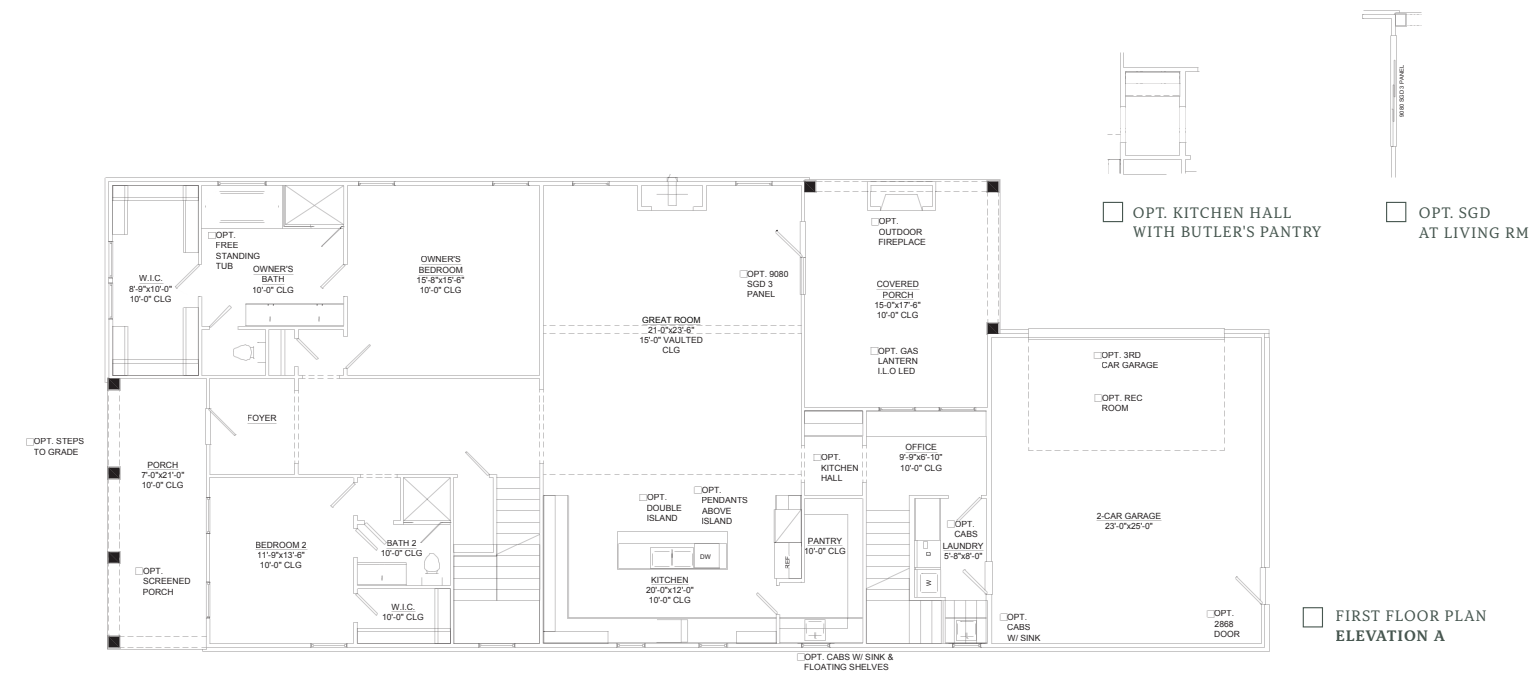 9080 SGD3 PANEL
OPT. KITCHEN HALL
WITH BUTLER'S PANTRY
OPT. SGD
AT LIVING RM
OPT.
FREE
STANDING
TUB
OWNER'S
BATH
10'-0" CLG
W.I.C.
8'-9"x10'-0"
10'-0" CLG
OWNER'S
BEDROOM
15'-8"x15'-6"
10'-0" CLG
OPT. 9080
SGD 3
PANEL
GREAT ROOM
21'-0"x23'-6"
15'-0" VAULTED
CLG
OPT.
OUTDOOR
FIREPLACE
COVERED
PORCH
15'-0"x17'-6"
10'-0" CLG
OPT. GAS
LANTERN
I.L.O LED
OPT. 3RD
CAR GARAGE
OPT. REC
ROOM
FOYER
OPT. STEPS
TO GRADE
PORCH
7'-0"x21'-0"
10'-0" CLG
OPT.
KITCHEN
HALL
OFFICE
9'-9"x6'-10"
10'-0" CLG
OPT.
DOUBLE
ISLAND
OPT.
PENDANTS
ABOVE
ISLAND
2-CAR GARAGE
23'-0"x25'-0"
BEDROOM 2
11'-9"x13'-6"
10'-0" CLG
BATH 2
10'-0" CLG
DW
REF
PANTRY
10'-0" CLG
OPT.
CABS
LAUNDRY
5'-8"x8'-0"
D
W
OPT.
SCREENED
PORCH
KITCHEN
20'-0"x12'-0"
10'-0" CLG
W.I.C.
10'-0" CLG
OPT.
CABS
W/ SINK
OPT.
2868
DOOR
OPT. CABS W/ SINK &
FLOATING SHELVES
FIRST FLOOR PLAN
ELEVATION A